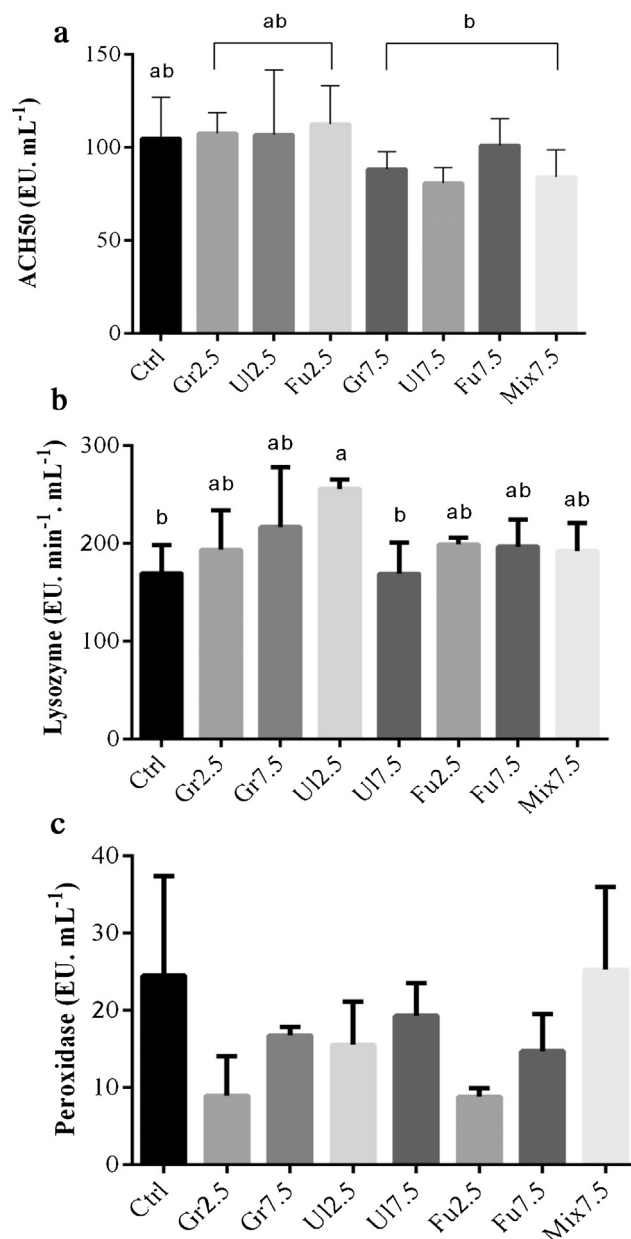 a
ab
b
ab
150
100
50
0
ACH50 (EU. mL⁻¹)
Ctrl
Gr2.5
Ul2.5
Fu2.5
Gr7.5
Ul7.5
Fu7.5
Mix7.5
b
300
200
100
0
Lysozyme (EU. min⁻¹. mL⁻¹)
b
ab
ab
a
b
ab
ab
ab
Ctrl
Gr2.5
Gr7.5
Ul2.5
Ul7.5
Fu2.5
Fu7.5
Mix7.5
c
40
30
20
10
0
Peroxidase (EU. mL⁻¹)
Ctrl
Gr2.5
Gr7.5
Ul2.5
Ul7.5
Fu2.5
Fu7.5
Mix7.5